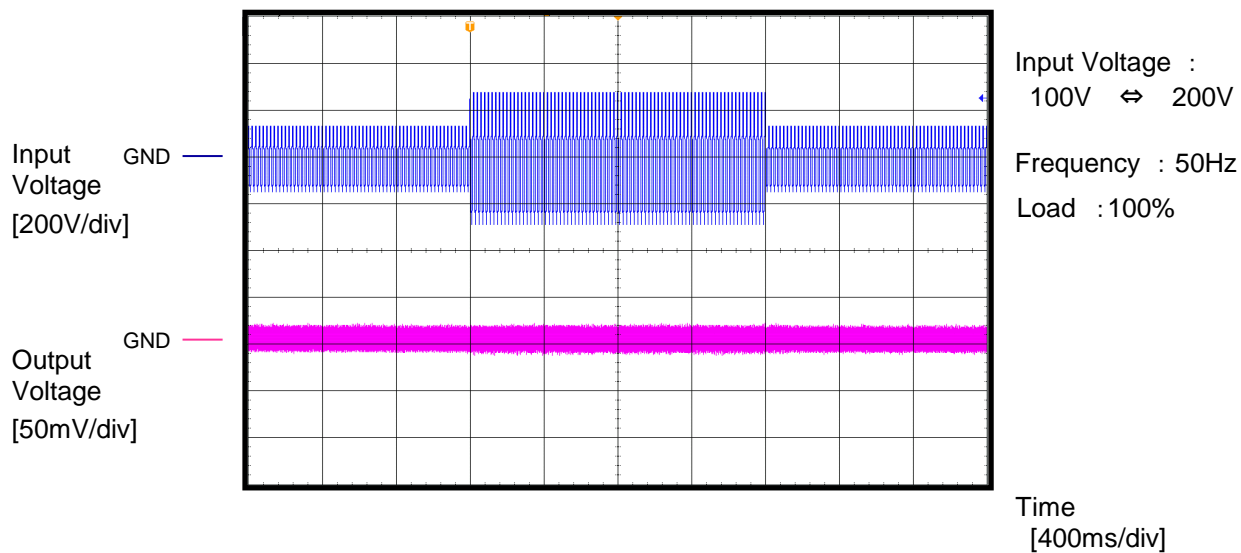 T
Input Voltage :
100V ⇔ 200V
Input
Voltage
[200V/div]
GND
Frequency : 50Hz
Load : 100%
GND
Output
Voltage
[50mV/div]
Time
[400ms/div]